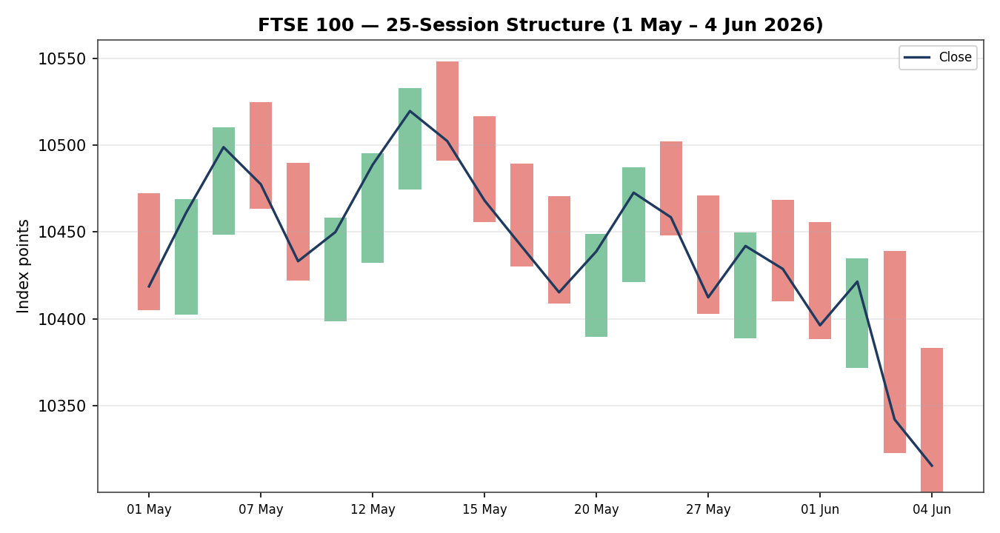 FTSE 100 — 25-Session Structure (1 May – 4 Jun 2026)
Close
Index points
10550
10500
10450
10400
10350
01 May 07 May 12 May 15 May 20 May 27 May 01 Jun 04 Jun